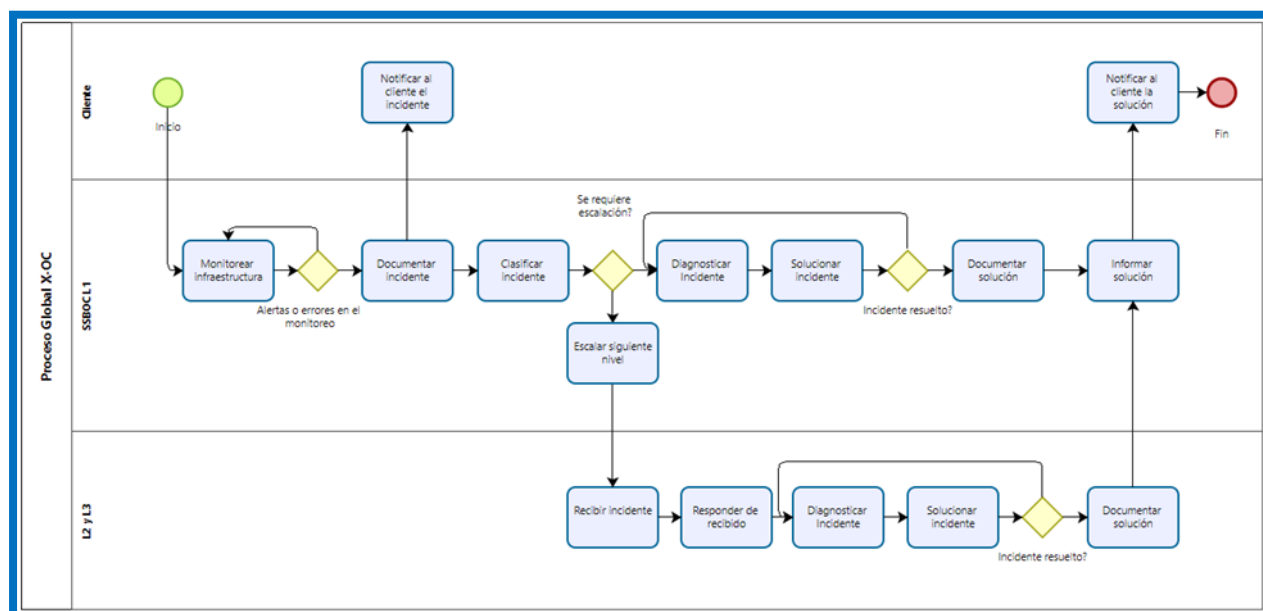 Proceso Global X-OC
Cliente
Inicio
Notificar al
cliente el
incidente
Notificar al
cliente la
solución
Fin
SSBOCL1
Monitorear
infraestructura
Alertas o errores en el
monitoreo
Documentar
incidente
Clasificar
incidente
Se requiere
escalación?
Diagnosticar
Incidente
Solucionar
incidente
Incidente resuelto?
Documentar
solución
Informar
solución
Escalar siguiente
nivel
L2 y L3
Recibir incidente
Responder de
recibido
Diagnosticar
Incidente
Solucionar
incidente
Incidente resuelto?
Documentar
solución